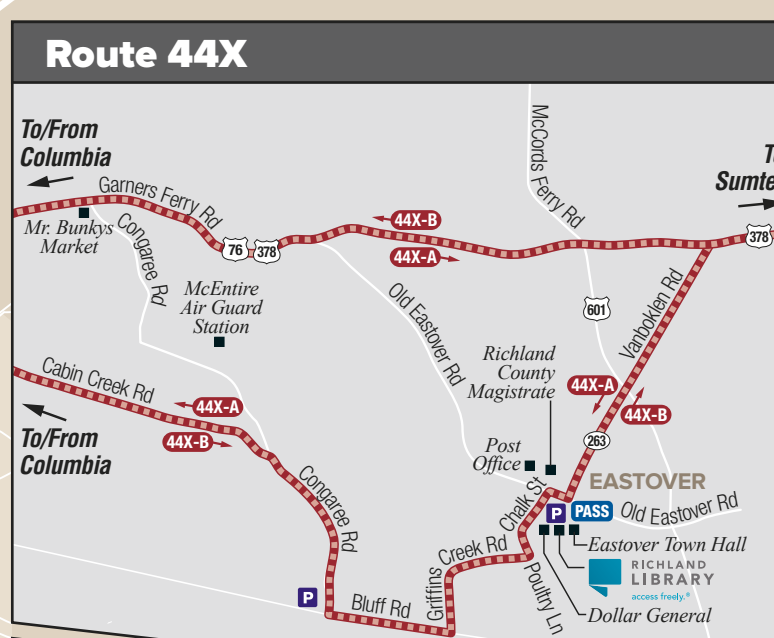 Route 44X
To/From
Columbia
Garners Ferry Rd
Mr. Bunkys
Market
Congaree Rd
76
378
44X-B
44X-A
McCords Ferry Rd
378
McEntire
Air Guard
Station
Old Eastover Rd
601
Vanboklen Rd
Richland
County
Magistrate
44X-A
44X-B
263
Cabin Creek Rd
44X-A
44X-B
To/From
Columbia
Post
Office
EASTOVER
Chalk St
P
PASS
Old Eastover Rd
Congaree Rd
Griffins
Creek Rd
Poultry Ln
Eastover Town Hall
RICHLAND
LIBRARY
access freely.®
Dollar General
P
Bluff Rd